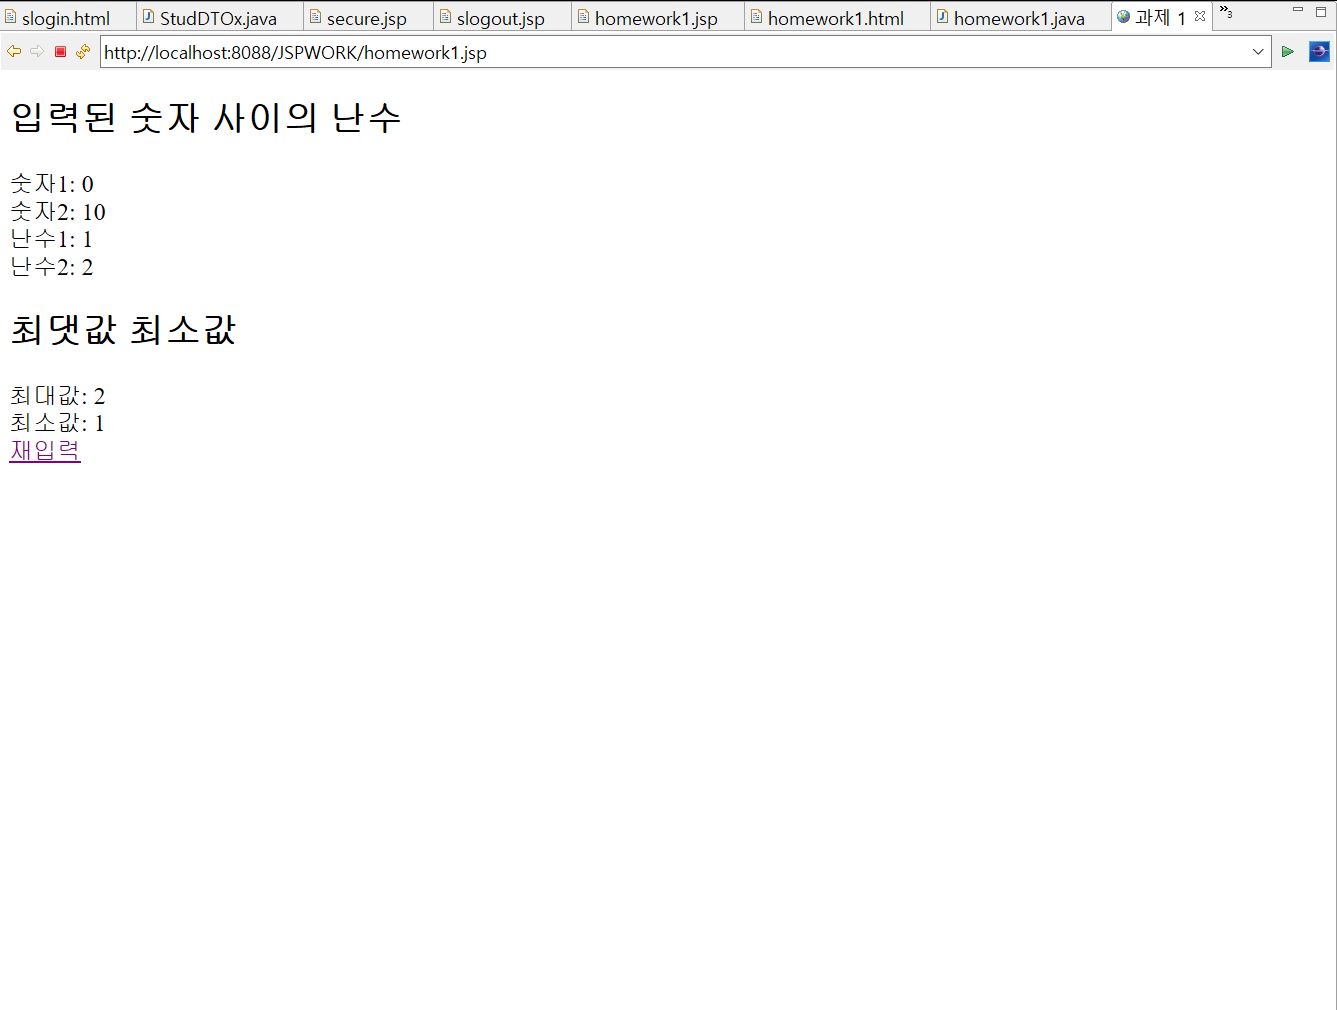 slogin.html StudDTOx.java secure.jsp slogout.jsp homework1.jsp homework1.html homework1.java 과제 1 »3
http://localhost:8088/JSPWORK/homework1.jsp
입력된 숫자 사이의 난수
숫자1: 0
숫자2: 10
난수1: 1
난수2: 2
최댓값 최소값
최대값: 2
최소값: 1
재입력